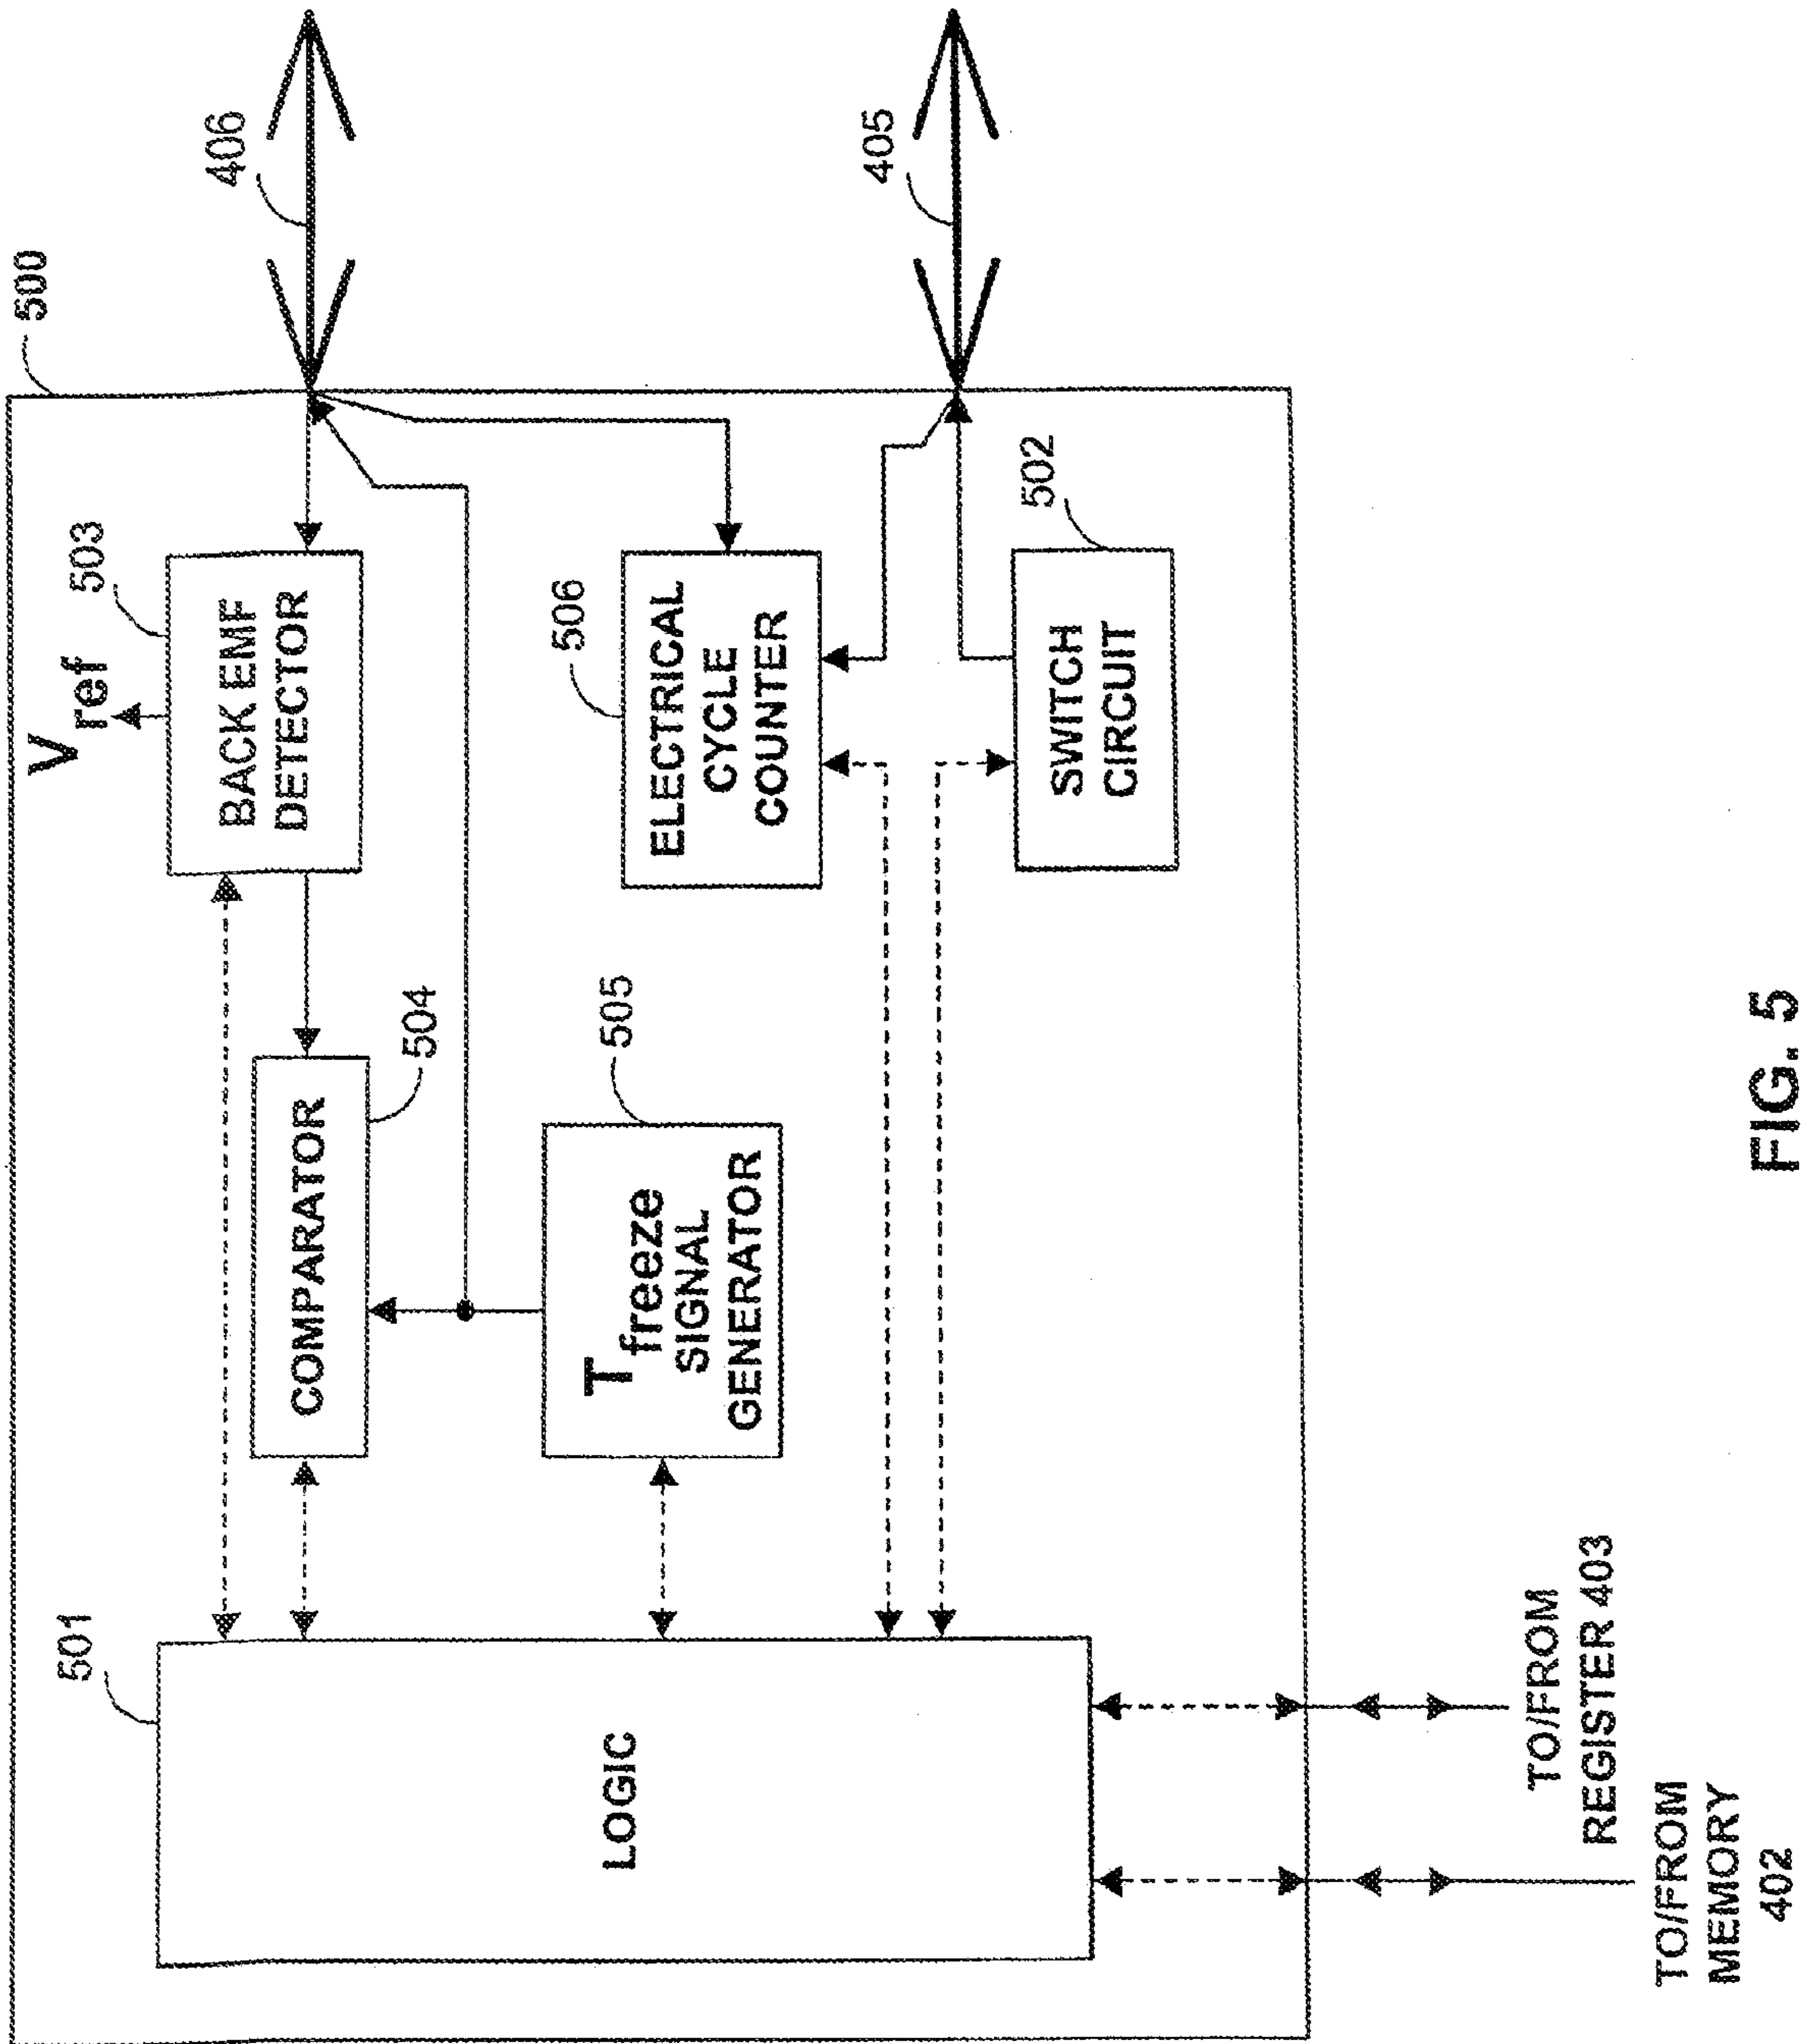 500
406
405
503
V ref
BACK EMF
DETECTOR
506
ELECTRICAL
CYCLE
COUNTER
502
SWITCH
CIRCUIT
COMPARATOR
504
505
T freeze
SIGNAL
GENERATOR
501
LOGIC
TO/FROM
REGISTER 403
TO/FROM
MEMORY
402
FIG. 5